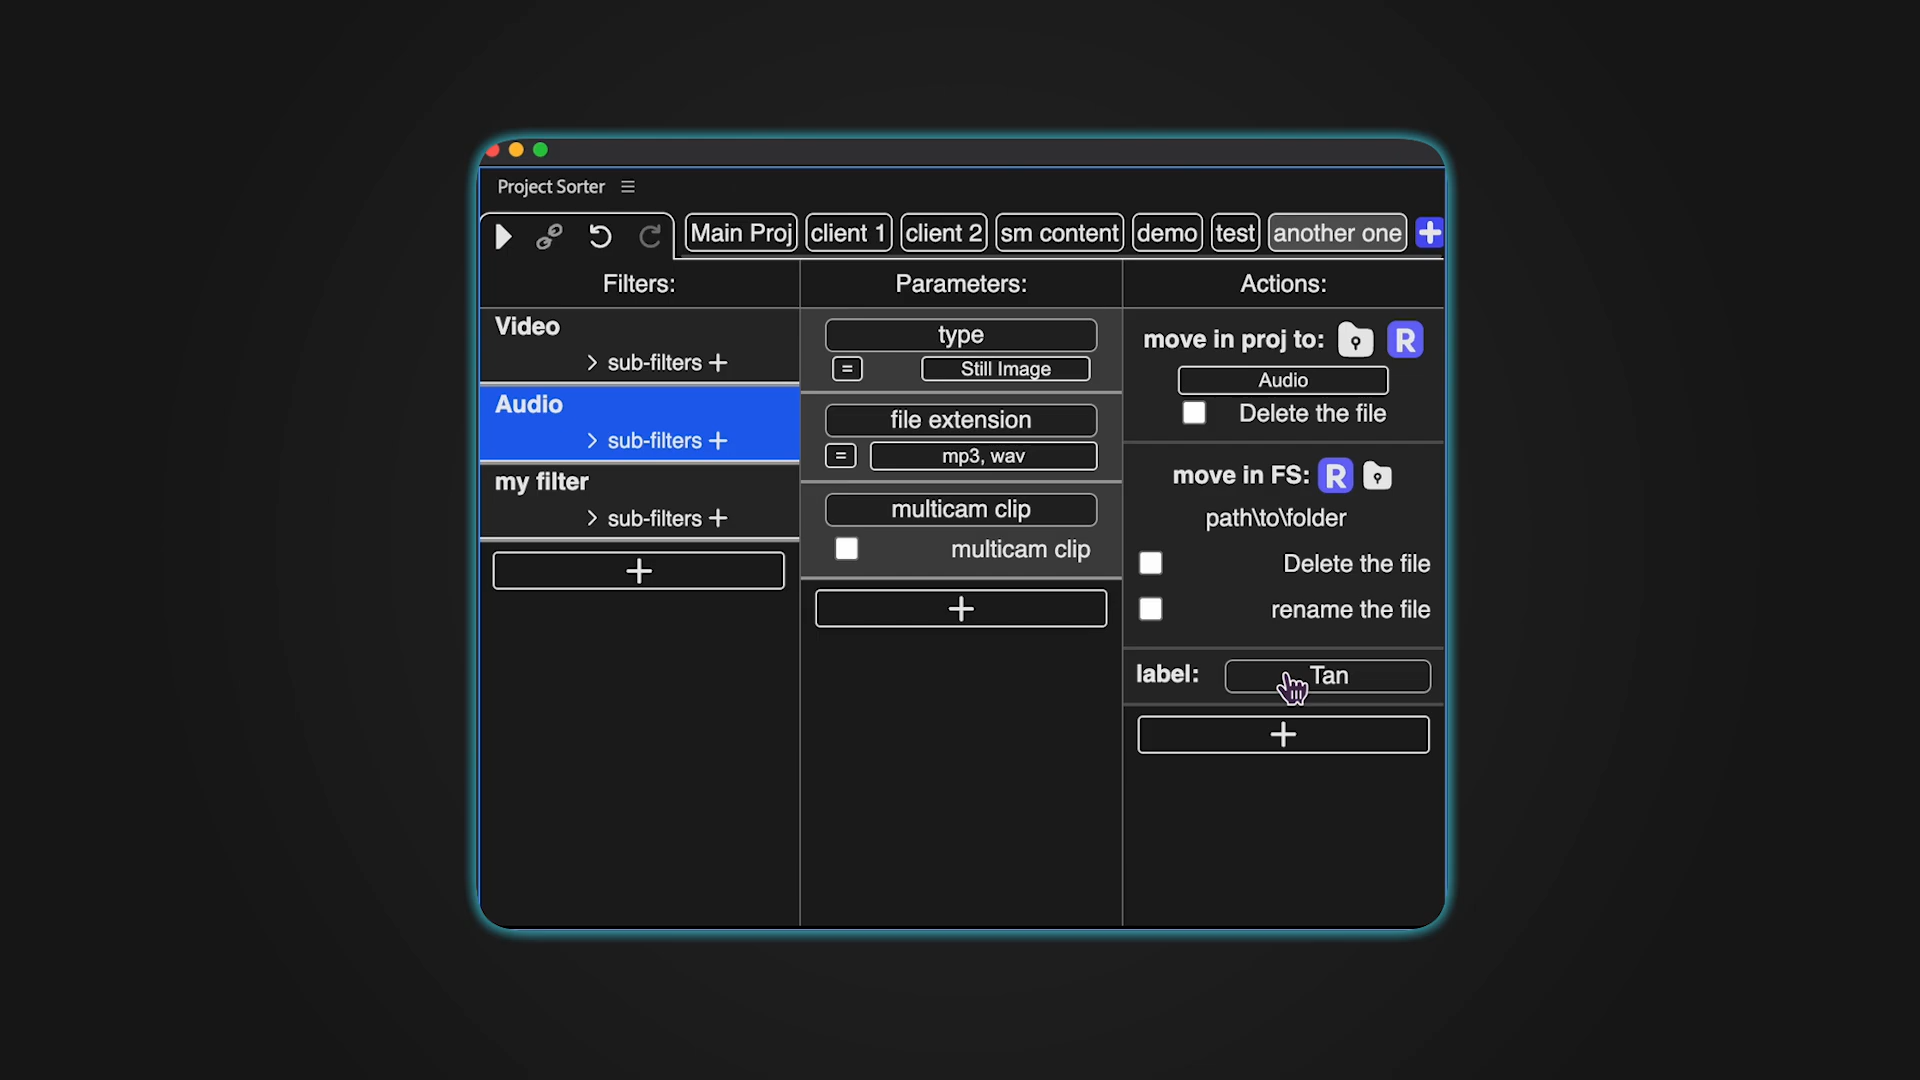 Project Sorter
Main Proj client 1 client 2 sm content demo test another one +
Filters: Parameters: Actions:
Video
> sub-filters +
Audio
> sub-filters +
my filter
> sub-filters +
+
type
= Still Image
file extension
= mp3, wav
multicam clip
multicam clip
+
move in proj to: R
Audio
Delete the file
move in FS: R
path\to\folder
Delete the file
rename the file
label: Tan
+